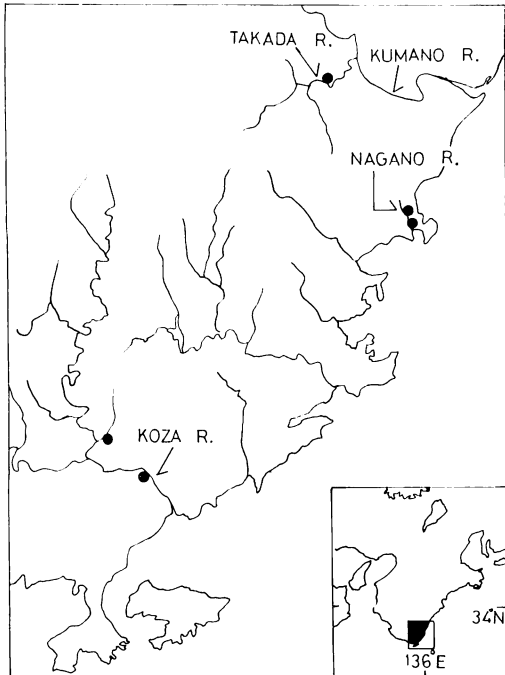 TAKADA R.
KUMANO R.
NAGANO R.
KOZA R.
34°N
136°E